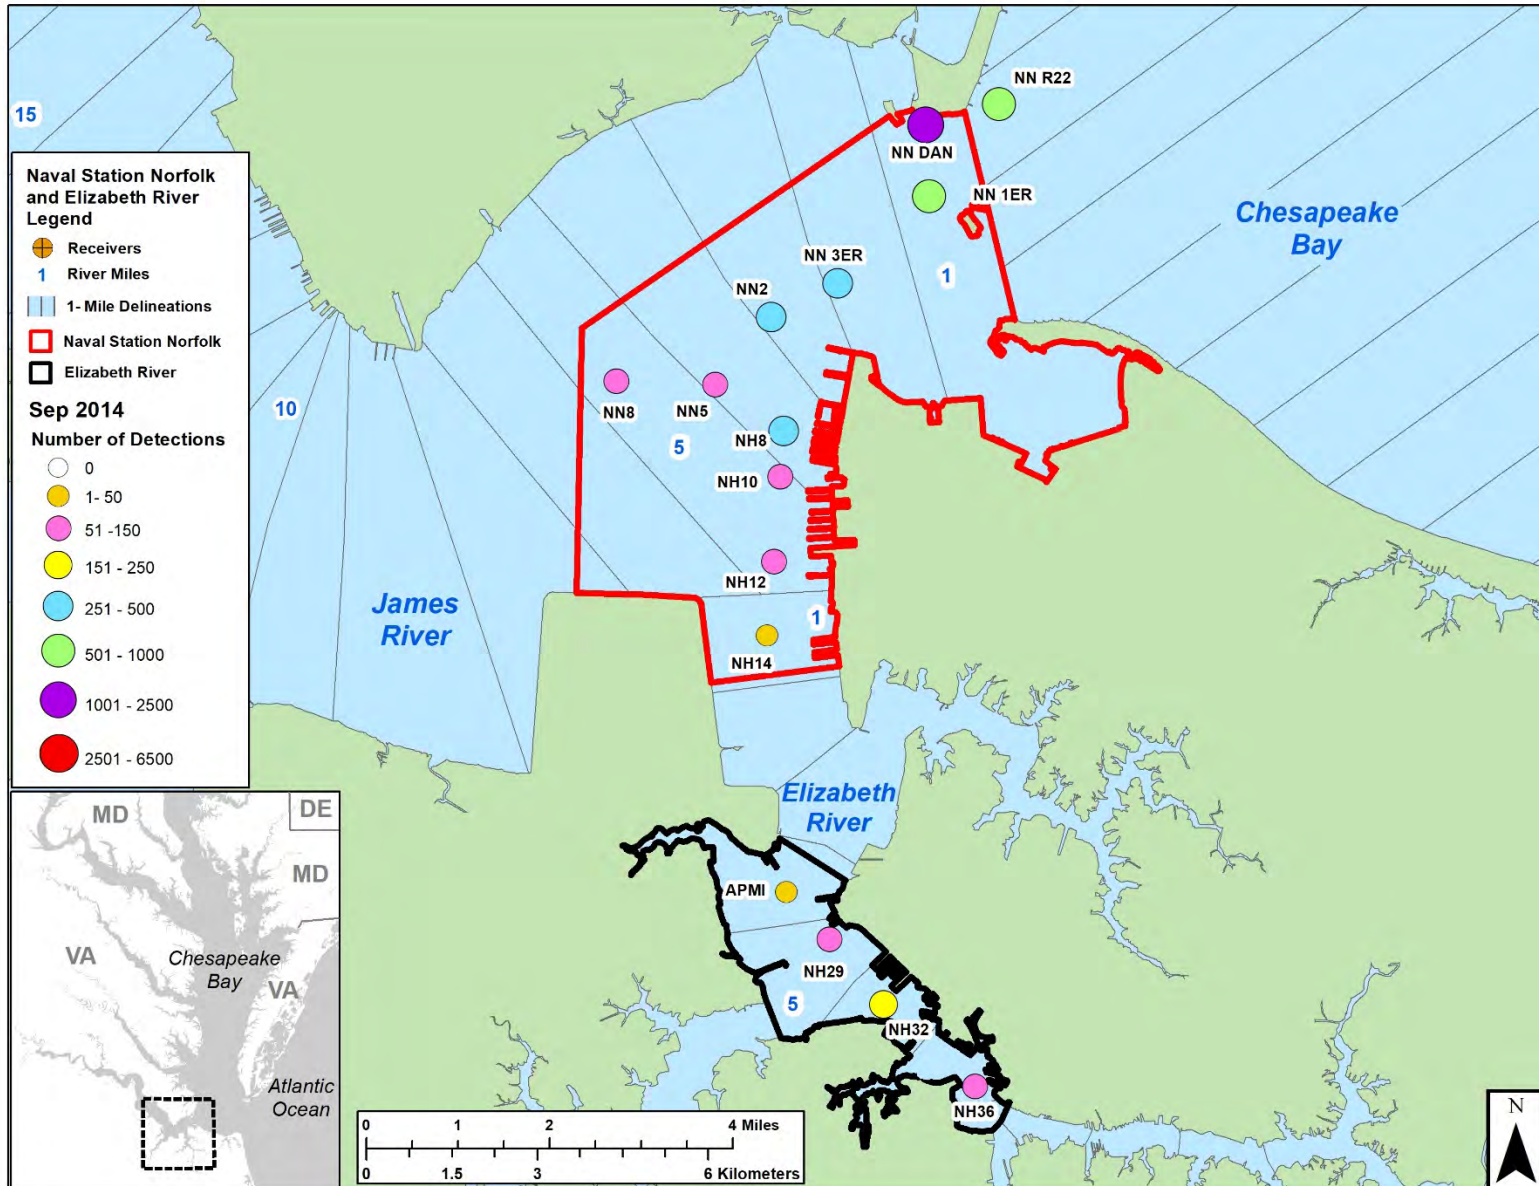 15
NN R22
NN DAN
NN 1ER
Chesapeake
Bay
NN 3ER
1
NN2
NN8
NN5
10
5
NH8
NH10
NH12
James
River
1
NH14
Elizabeth
River
APMI
NH29
5
NH32
NH36
Naval Station Norfolk
and Elizabeth River
Legend
Receivers
1 River Miles
1- Mile Delineations
Naval Station Norfolk
Elizabeth River
Sep 2014
Number of Detections
0
1- 50
51 -150
151 - 250
251 - 500
501 - 1000
1001 - 2500
2501 - 6500
MD
DE
MD
VA
Chesapeake
Bay
VA
Atlantic
Ocean
0 1 2 4 Miles
0 1.5 3 6 Kilometers
N